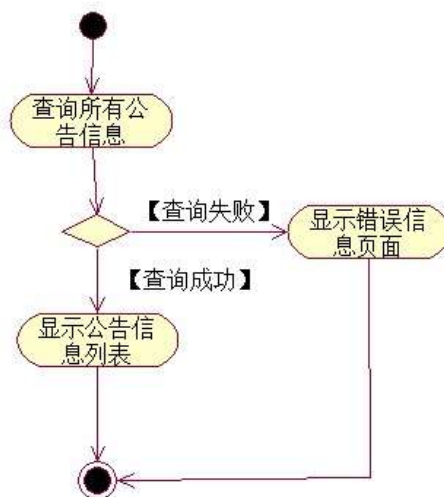 查询所有公
告信息
【查询失败】
显示错误信
息页面
【查询成功】
显示公告信
息列表